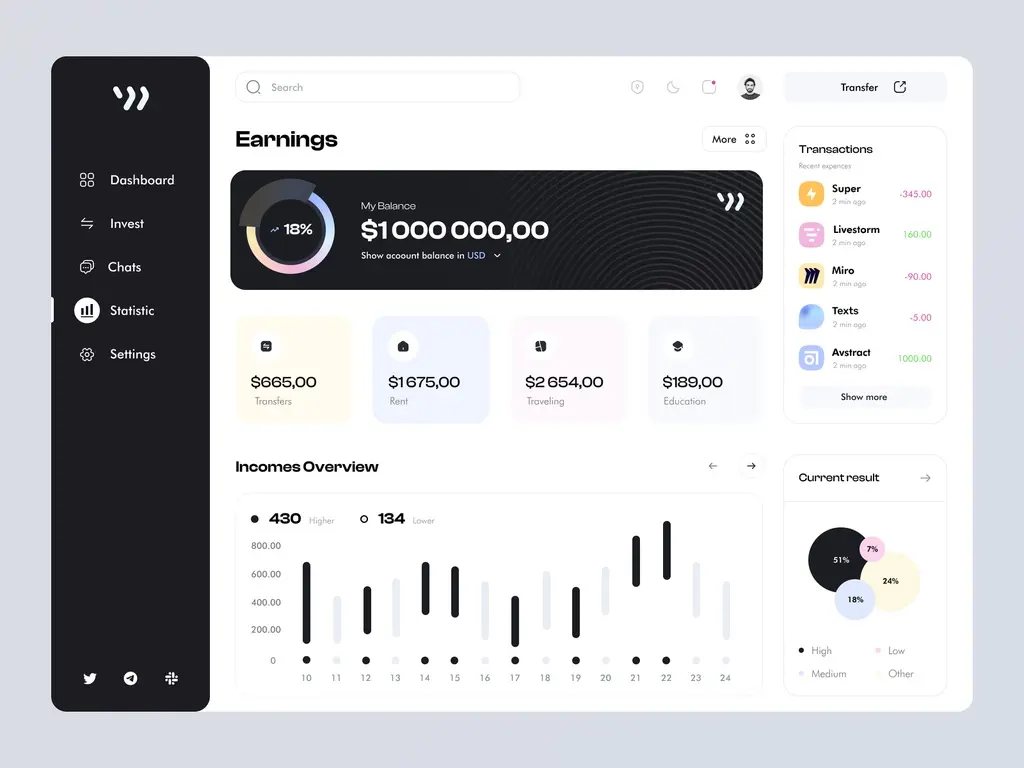 Dashboard
Invest
Chats
Statistic
Settings
Search
Transfer
Earnings
More
18%
My Balance
$1 000 000,00
Show acoount balance in USD
$665,00
Transfers
$1 675,00
Rent
$2 654,00
Traveling
$189,00
Education
Transactions
Recent expences
Super
2 min ago
-345.00
Livestorm
2 min ago
160.00
Miro
2 min ago
-90.00
Texts
2 min ago
-5.00
Avstract
2 min ago
1000.00
Show more
Incomes Overview
430 Higher
134 Lower
800.00
600.00
400.00
200.00
0
10 11 12 13 14 15 16 17 18 19 20 21 22 23 24
Current result
51%
7%
24%
18%
High
Low
Medium
Other